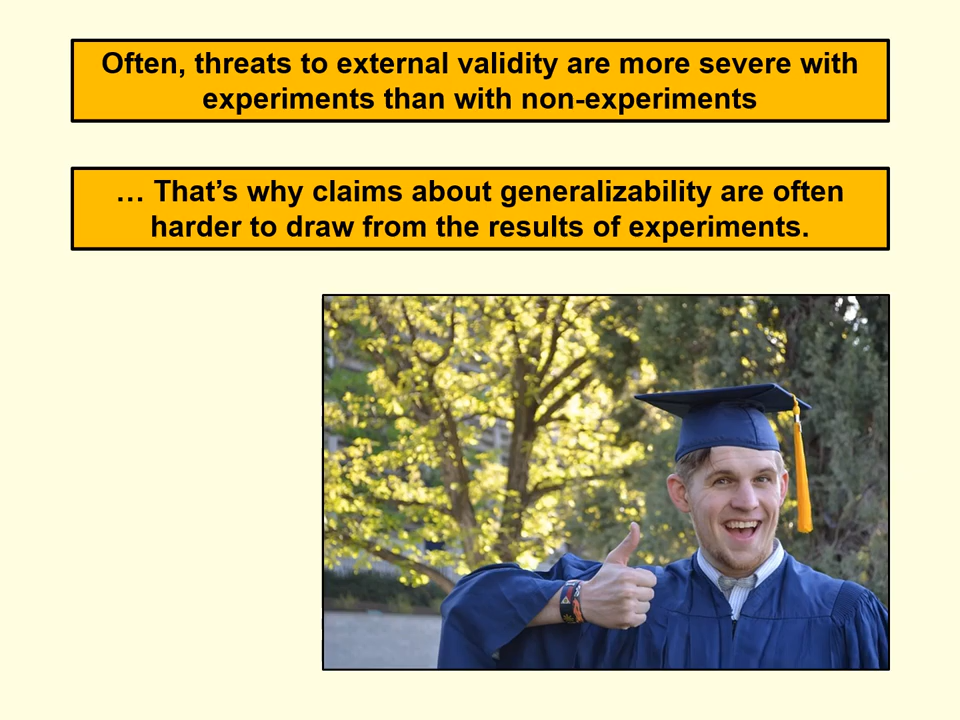 Often, threats to external validity are more severe with
experiments than with non-experiments
… That’s why claims about generalizability are often
harder to draw from the results of experiments.